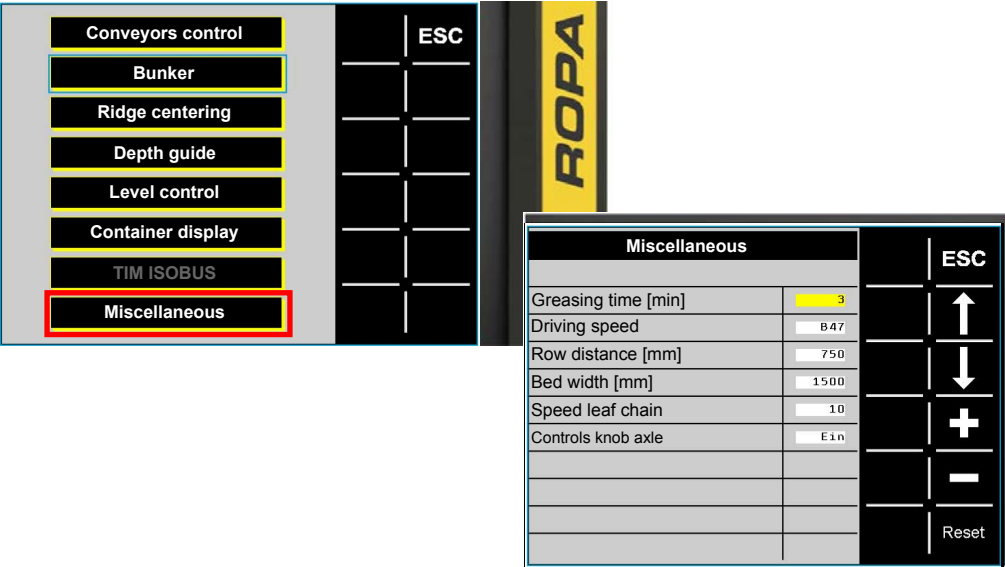 Conveyors control
ESC
Bunker
Ridge centering
Depth guide
Level control
Container display
TIM ISOBUS
Miscellaneous
ROPA
Miscellaneous
ESC
Greasing time [min] 3
Driving speed B47
Row distance [mm] 750
Bed width [mm] 1500
Speed leaf chain 10
Controls knob axle Ein
Reset